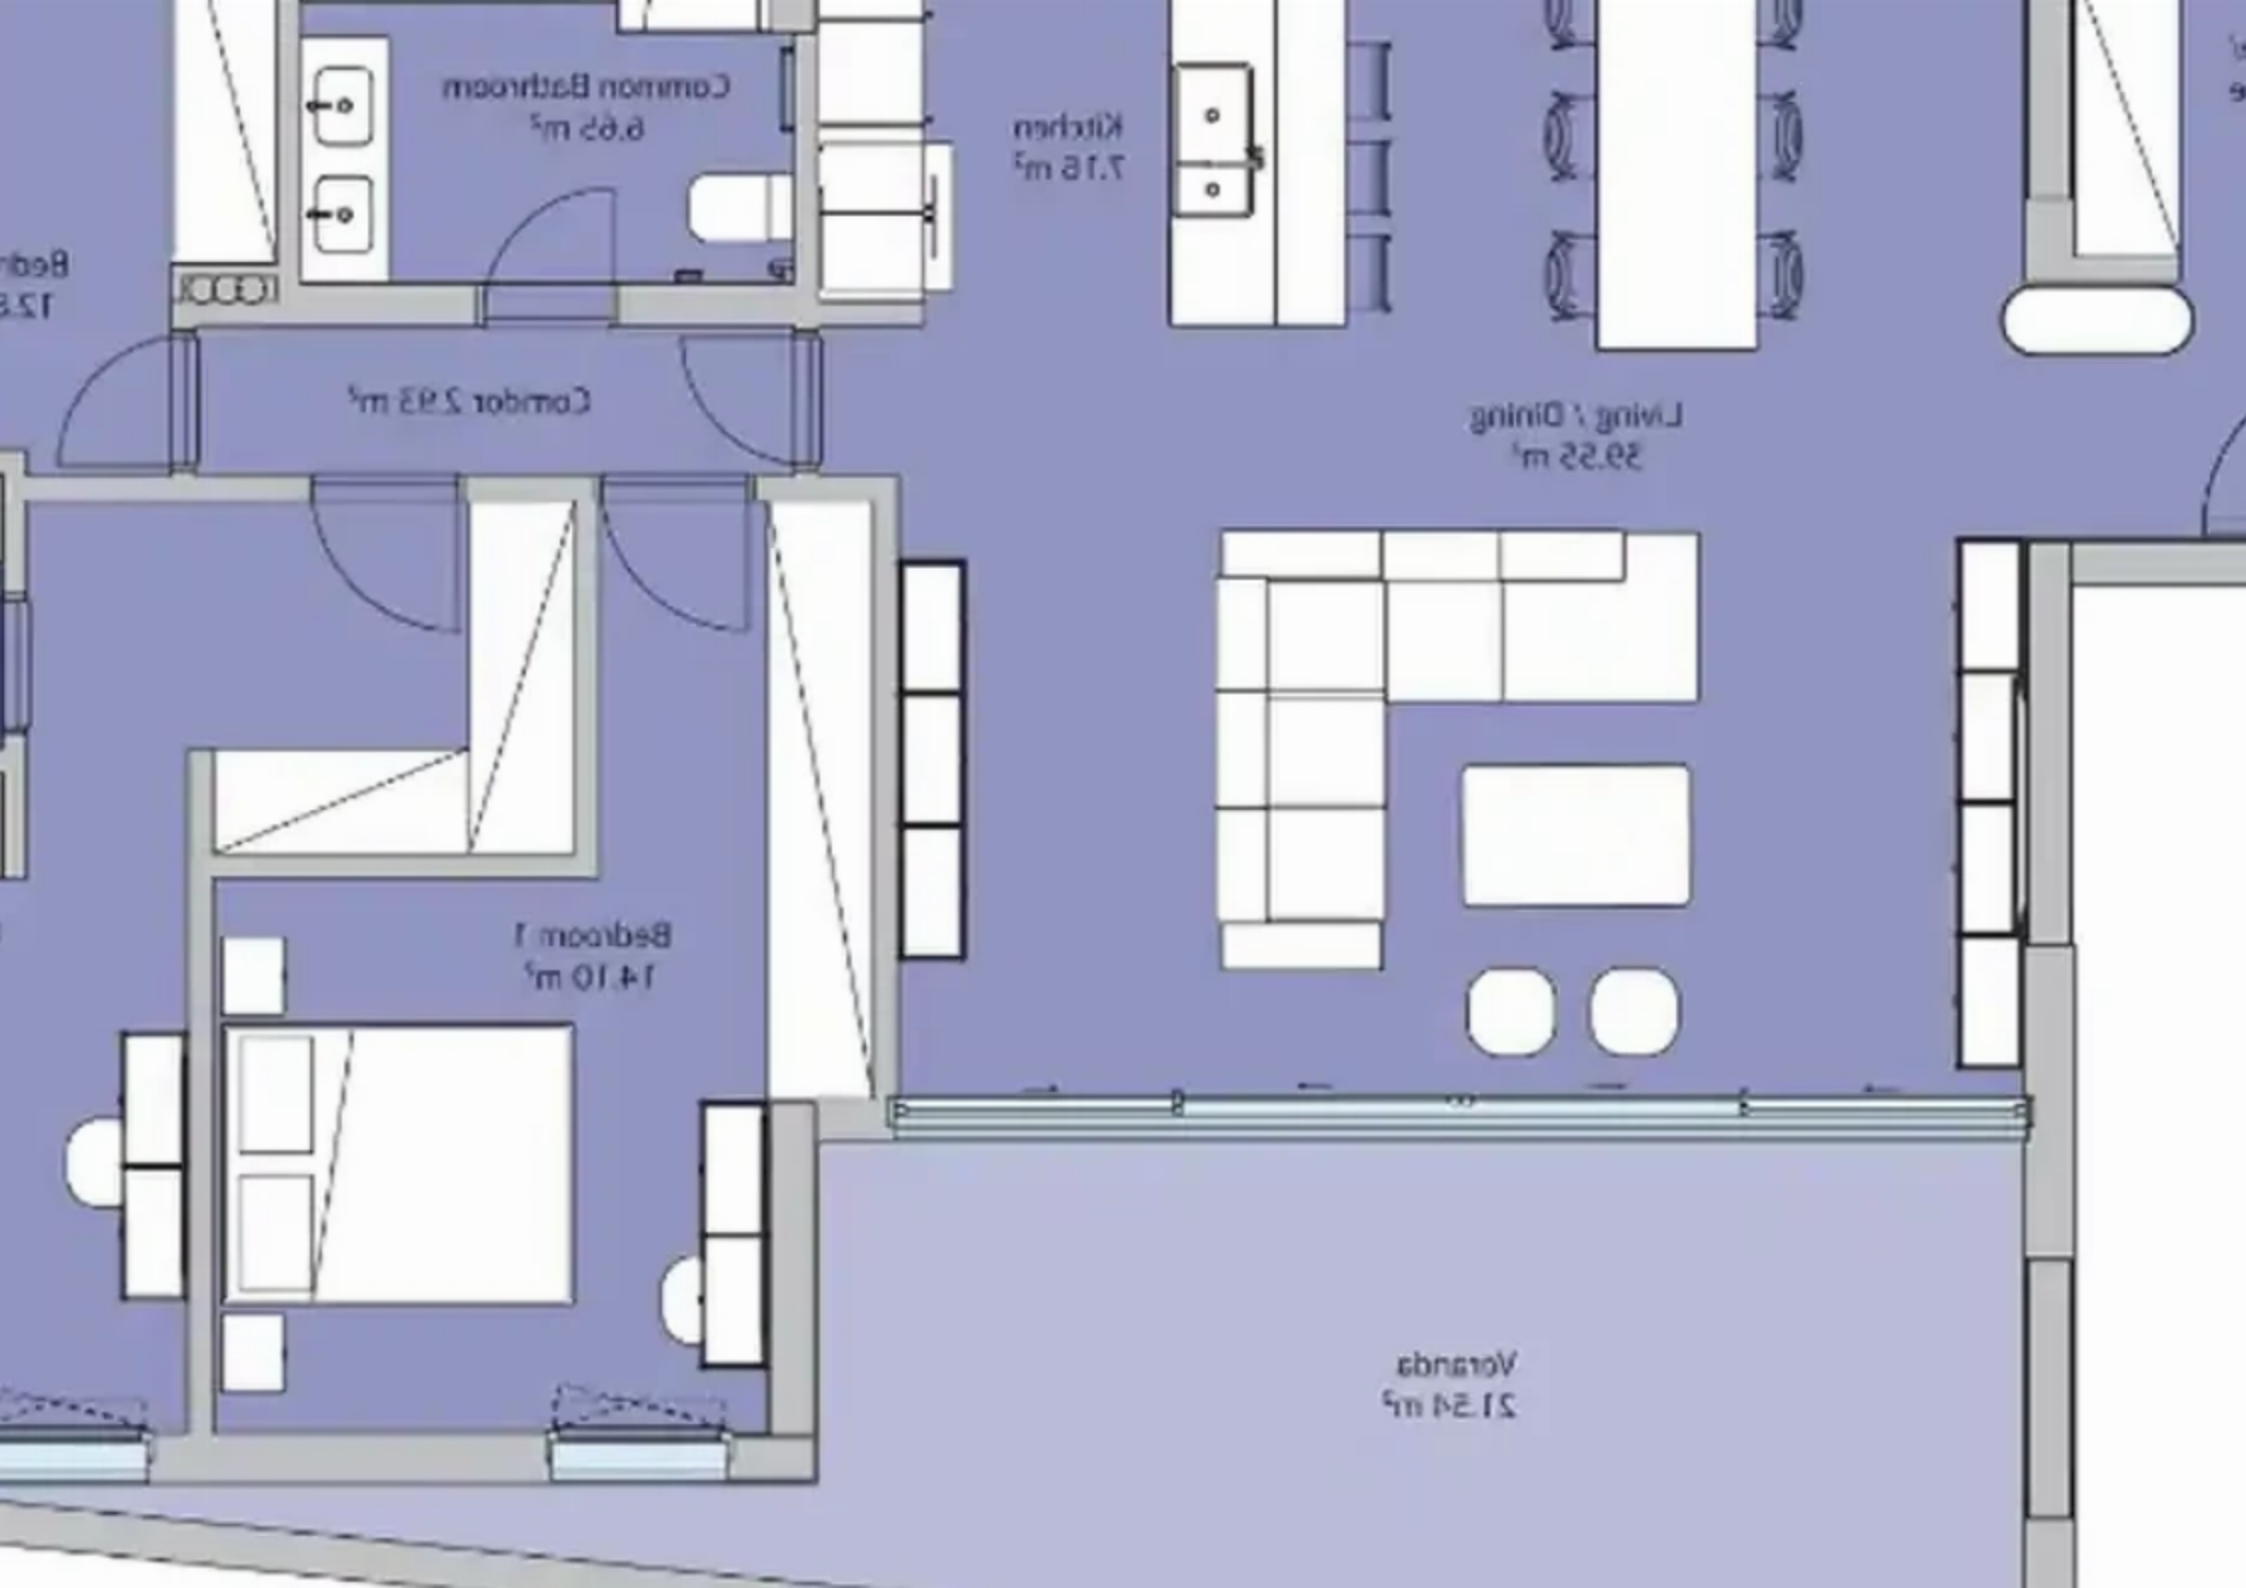 Common Bathroom
6.65 m²
Kitchen
7.16 m²
Corridor 2.93 m²
Living / Dining
39.55 m²
Bedroom 1
14.10 m²
Veranda
21.54 m²